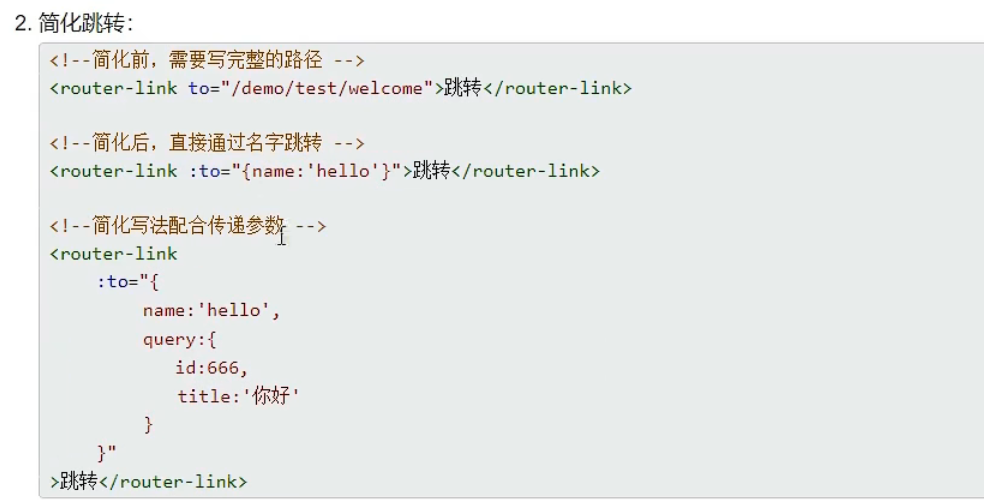 2. 简化跳转：
<!--简化前，需要写完整的路径 -->
<router-link to="/demo/test/welcome">跳转</router-link>
<!--简化后，直接通过名字跳转 -->
<router-link :to="{name:'hello'}">跳转</router-link>
<!--简化写法配合传递参数 -->
<router-link
:to="{
name:'hello',
query:{
id:666,
title:'你好'
}
}"
>跳转</router-link>